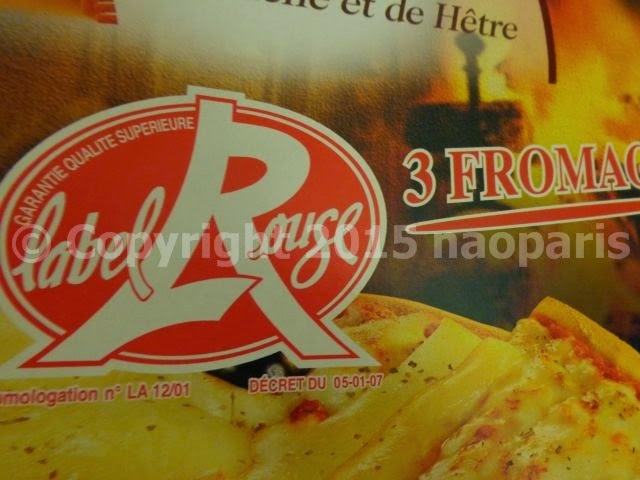 et de Hêtre
GARANTIE QUALITE SUPERIEURE
label Rouge
3 FROMAG
© Copyright 2015 naoparis
omologation n° LA 12/01
DÉCRET DU 05-01-07